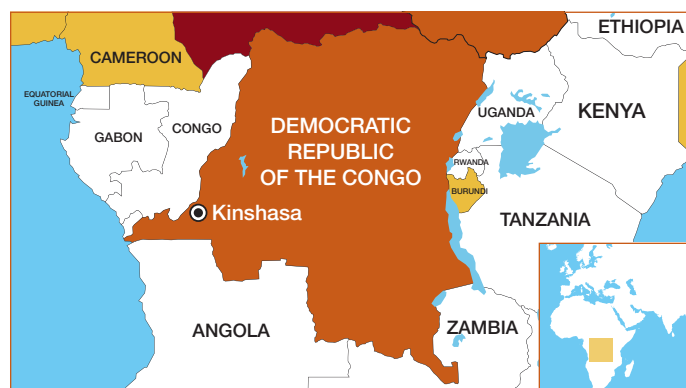 ETHIOPIA
CAMEROON
EQUATORIAL
GUINEA
UGANDA
KENYA
GABON
CONGO
DEMOCRATIC
REPUBLIC
OF THE CONGO
RWANDA
BURUNDI
Kinshasa
TANZANIA
ANGOLA
ZAMBIA